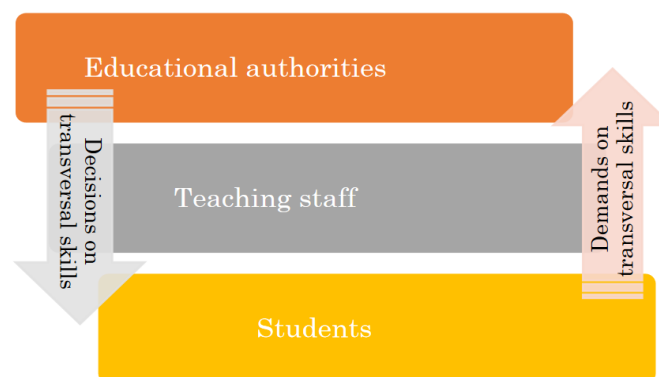 Educational authorities
Decisions on
transversal skills
Teaching staff
Demands on
transversal skills
Students